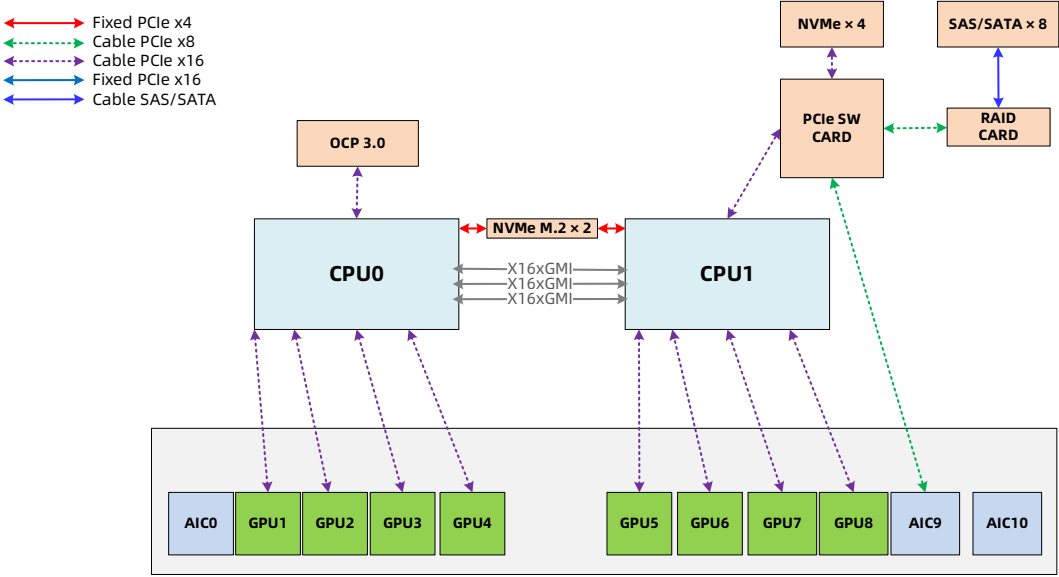 Fixed PCIe x4
Cable PCIe x8
Cable PCIe x16
Fixed PCIe x16
Cable SAS/SATA
NVMe × 4
SAS/SATA × 8
PCIe SW
CARD
RAID
CARD
OCP 3.0
NVMe M.2 × 2
CPU0
CPU1
X16xGMI
X16xGMI
X16xGMI
AIC0
GPU1
GPU2
GPU3
GPU4
GPU5
GPU6
GPU7
GPU8
AIC9
AIC10